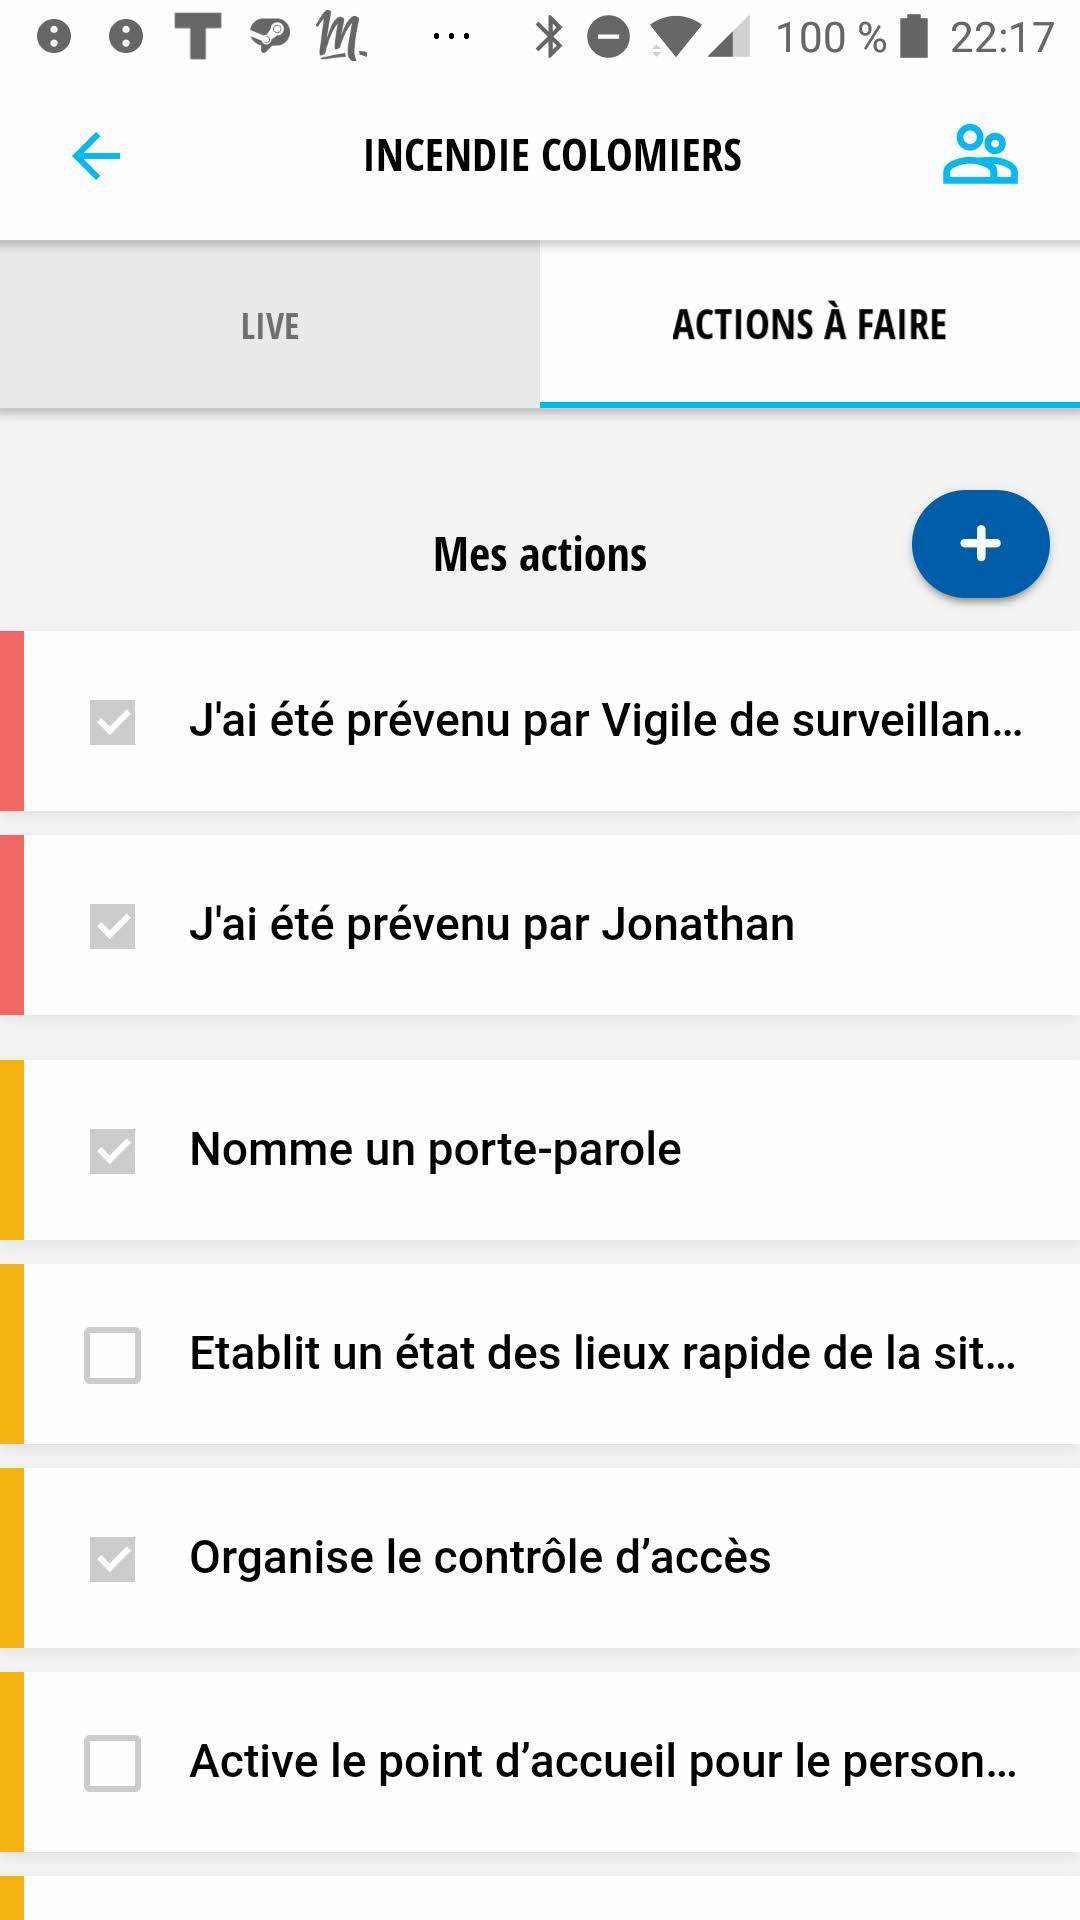 100 % 22:17
INCENDIE COLOMIERS
LIVE
ACTIONS À FAIRE
Mes actions
J'ai été prévenu par Vigile de surveillan...
J'ai été prévenu par Jonathan
Nomme un porte-parole
Etablit un état des lieux rapide de la sit...
Organise le contrôle d’accès
Active le point d’accueil pour le person...